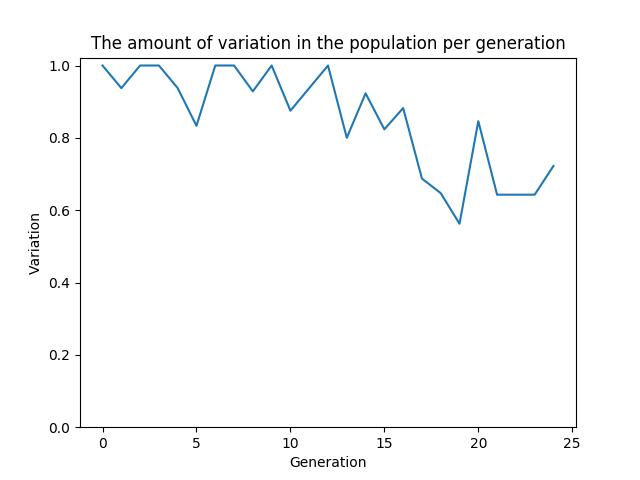 The amount of variation in the population per generation
1.0
0.8
0.6
0.4
0.2
0.0
Variation
0 5 10 15 20 25
Generation